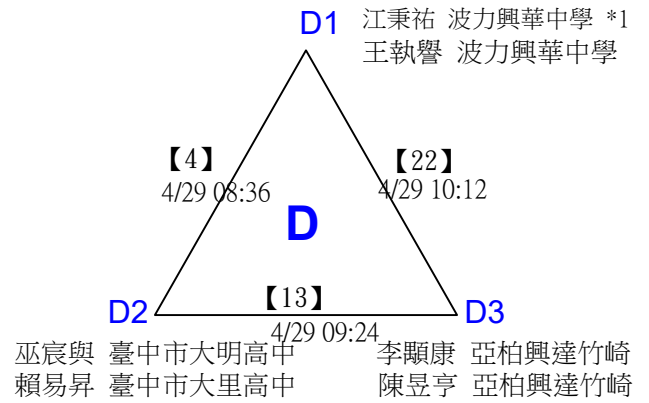 D1
江秉祐 波力興華中學 *1
王執譽 波力興華中學
【4】
4/29 08:36
【22】
4/29 10:12
D
【13】
4/29 09:24
D2
巫宸與 臺中市大明高中
賴易昇 臺中市大里高中
D3
李顒康 亞柏興達竹崎
陳昱亨 亞柏興達竹崎